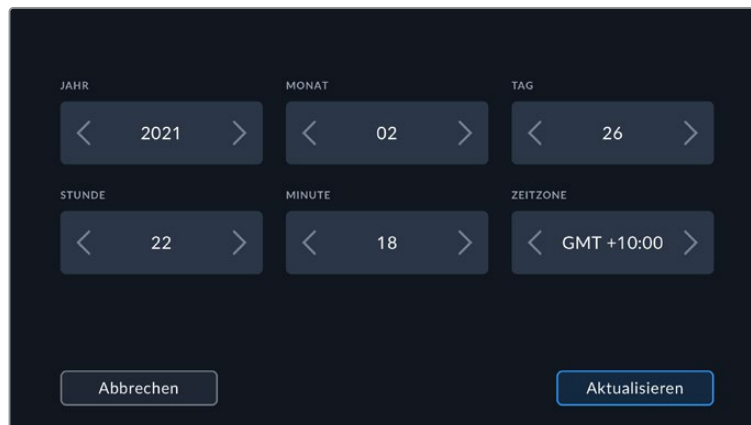 JAHR MONAT TAG
2021 02 26
STUNDE MINUTE ZEITZONE
22 18 GMT +10:00
Abbrechen Aktualisieren